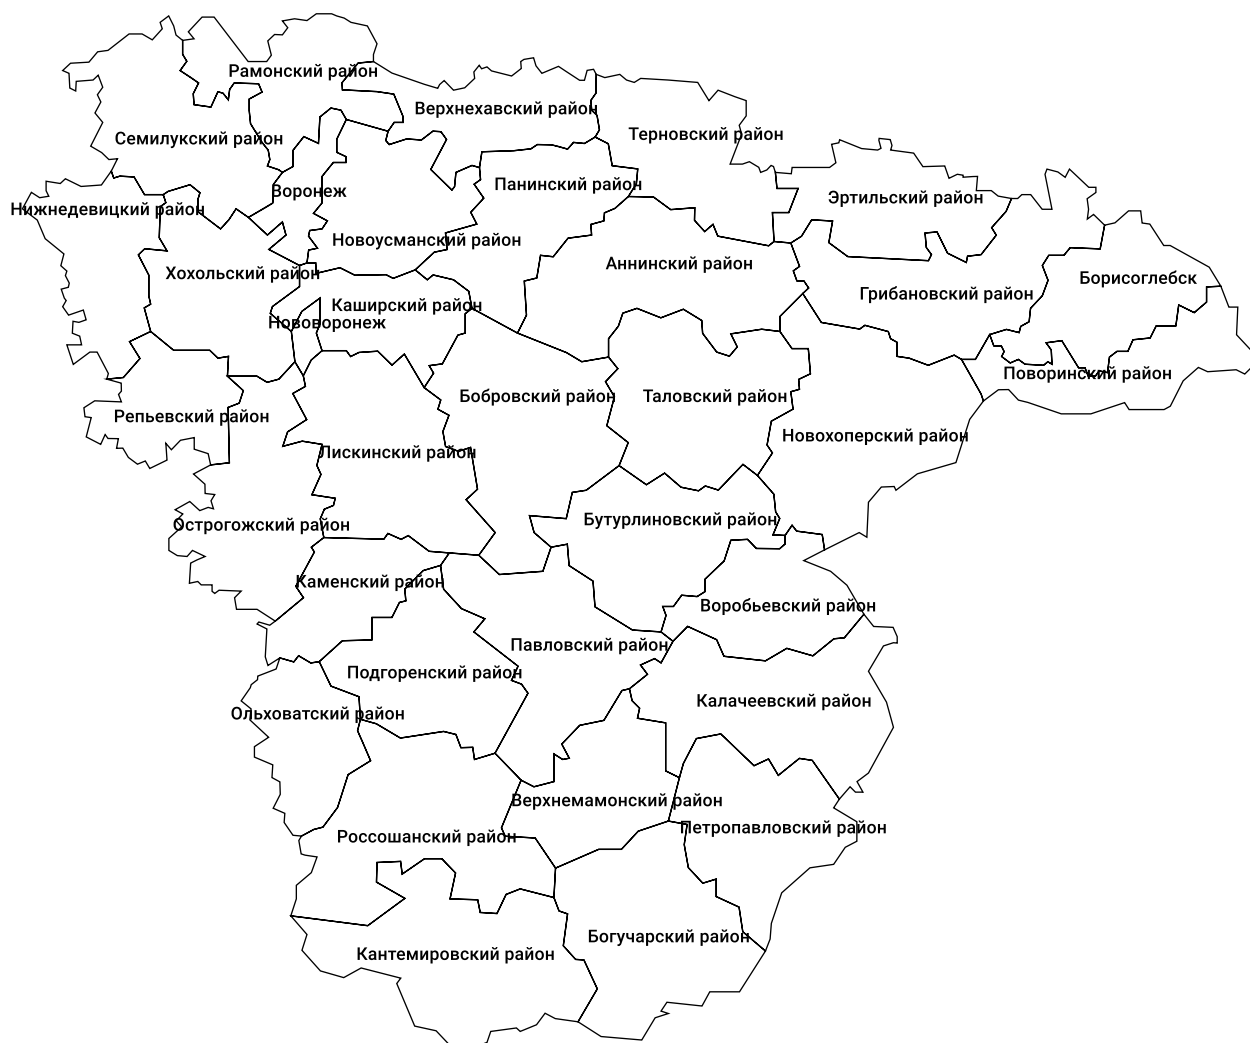 Рамонский район
Верхнехавский район
Терновский район
Семилукский район
Панинский район
Воронеж
Эртильский район
Нижнедевицкий район
Новоусманский район
Аннинский район
Хохольский район
Борисоглебск
Грибановский район
Каширский район
Нововоронеж
Поворинский район
Бобровский район
Таловский район
Репьевский район
Новохоперский район
Лискинский район
Бутурлиновский район
Острогожский район
Каменский район
Воробьевский район
Павловский район
Подгоренский район
Калачеевский район
Ольховатский район
Верхнемамонский район
Петропавловский район
Россошанский район
Богучарский район
Кантемировский район